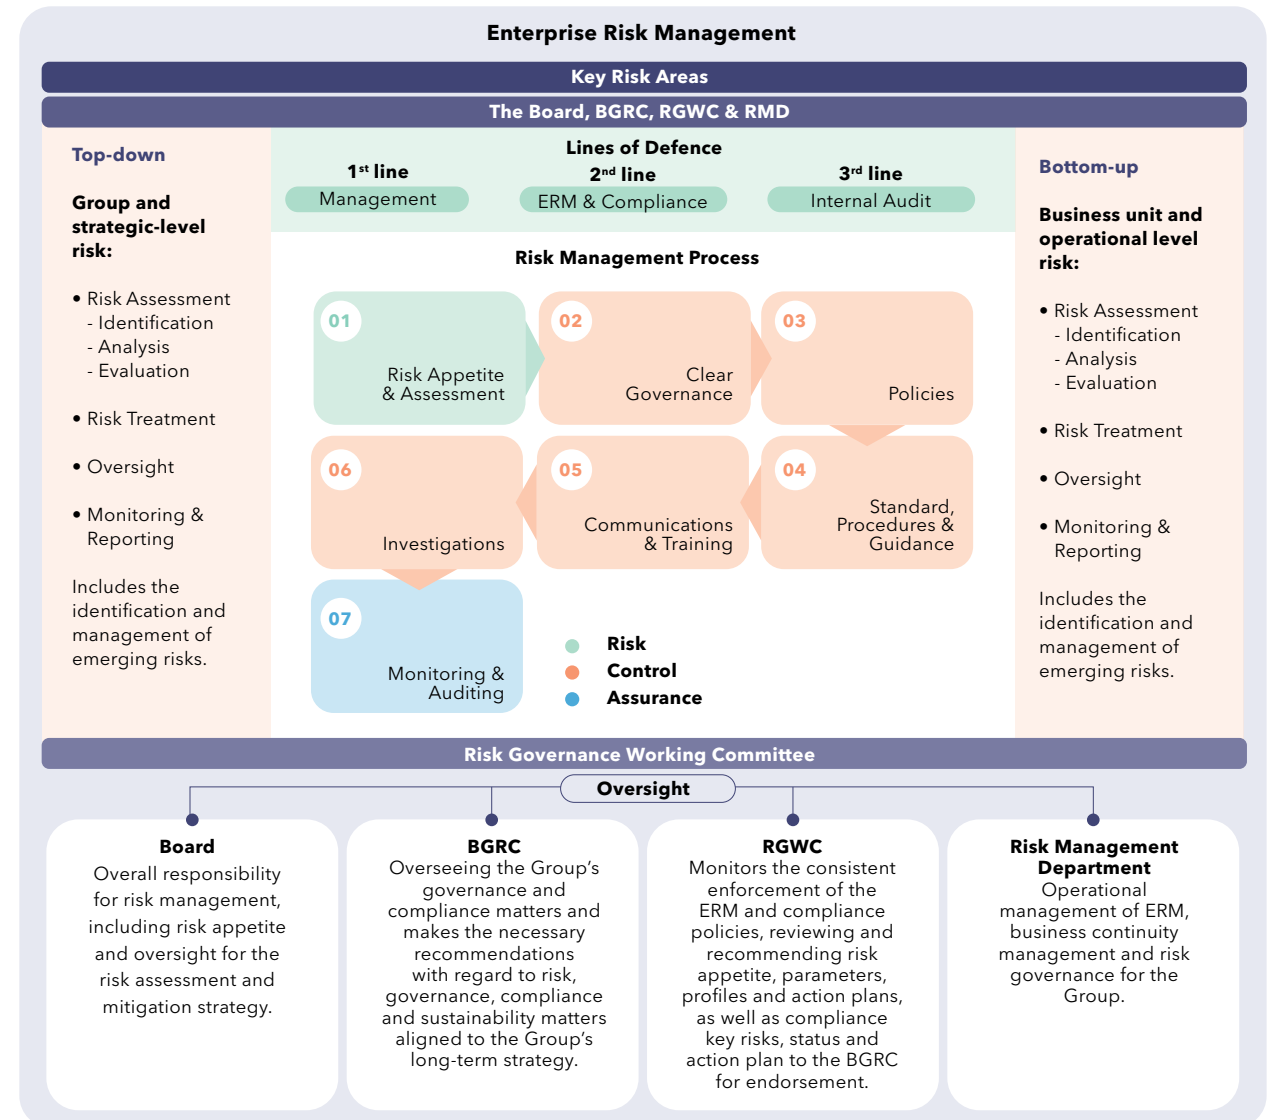 Enterprise Risk Management
Key Risk Areas
The Board, BGRC, RGWC & RMD
Top-down
Group and
strategic-level
risk:
• Risk Assessment
- Identification
- Analysis
- Evaluation
• Risk Treatment
• Oversight
• Monitoring &
Reporting
Includes the
identification and
management of
emerging risks.
Lines of Defence
1st line
Management
2nd line
ERM & Compliance
3rd line
Internal Audit
Risk Management Process
01
Risk Appetite
& Assessment
02
Clear
Governance
03
Policies
04
Standard,
Procedures &
Guidance
05
Communications
& Training
06
Investigations
07
Monitoring &
Auditing
Risk
Control
Assurance
Bottom-up
Business unit and
operational level
risk:
• Risk Assessment
- Identification
- Analysis
- Evaluation
• Risk Treatment
• Oversight
• Monitoring &
Reporting
Includes the
identification and
management of
emerging risks.
Risk Governance Working Committee
Oversight
Board
Overall responsibility
for risk management,
including risk appetite
and oversight for the
risk assessment and
mitigation strategy.
BGRC
Overseeing the Group's
governance and
compliance matters and
makes the necessary
recommendations
with regard to risk,
governance, compliance
and sustainability matters
aligned to the Group's
long-term strategy.
RGWC
Monitors the consistent
enforcement of the
ERM and compliance
policies, reviewing and
recommending risk
appetite, parameters,
profiles and action plans,
as well as compliance
key risks, status and
action plan to the BGRC
for endorsement.
Risk Management
Department
Operational
management of ERM,
business continuity
management and risk
governance for the
Group.